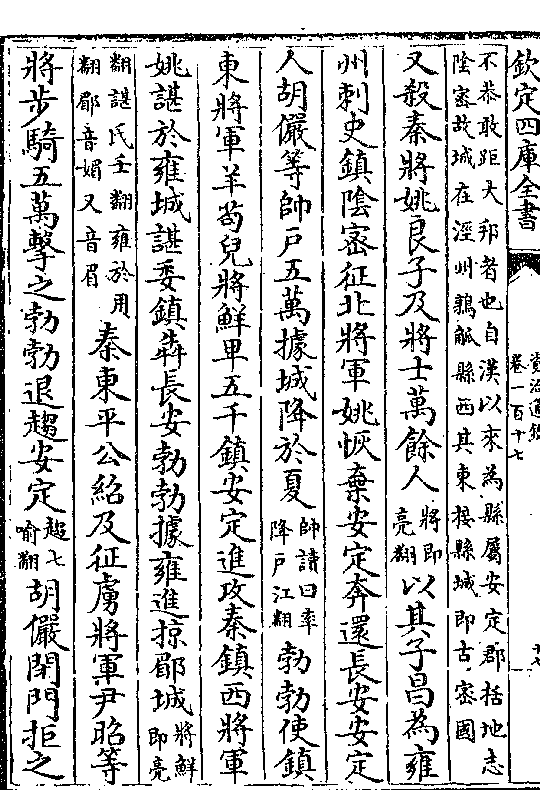 欽定四庫全書
資治通鑑
卷一百十七
十七
不恭敢距大邦者也自漢以來為縣屬安定郡括地志
陰密故城在涇州鶉觚縣西其東接縣城即古密國
又殺秦將姚良子及將士萬餘人將即亮翻以其子昌為雍
州刺史鎮陰密征北將軍姚恢棄安定奔還長安安定
人胡儼等帥戶五萬據城降於夏帥讀曰率降戶江翻勃勃使鎮
東將軍羊苟兒將鮮卑五千鎮安定進攻秦鎮西將軍
姚諶於雍城諶委鎮犇長安勃勃據雍進掠郿城將鮮即亮
翻諶氏壬翻雍於用翻郿音媚又音眉秦東平公紹及征虜將軍尹昭等
將步騎五萬擊之勃勃退趨安定趨七喻翻胡儼閉門拒之